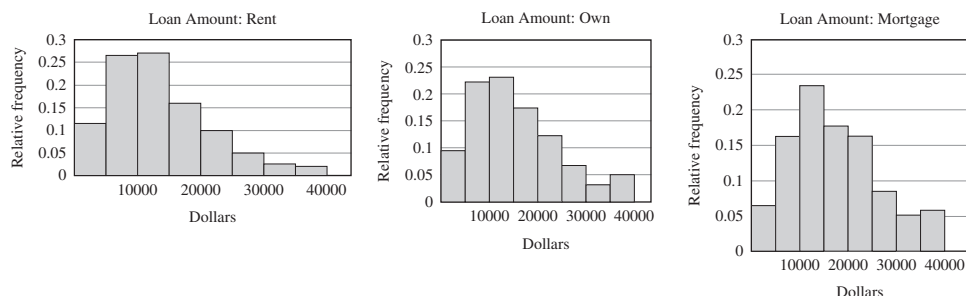 Loan Amount: Rent
Relative frequency
0.3
0.25
0.2
0.15
0.1
0.05
0
10000 20000 30000 40000
Dollars
Loan Amount: Own
Relative frequency
0.3
0.25
0.2
0.15
0.1
0.05
0
10000 20000 30000 40000
Dollars
Loan Amount: Mortgage
Relative frequency
0.3
0.25
0.2
0.15
0.1
0.05
0
10000 20000 30000 40000
Dollars